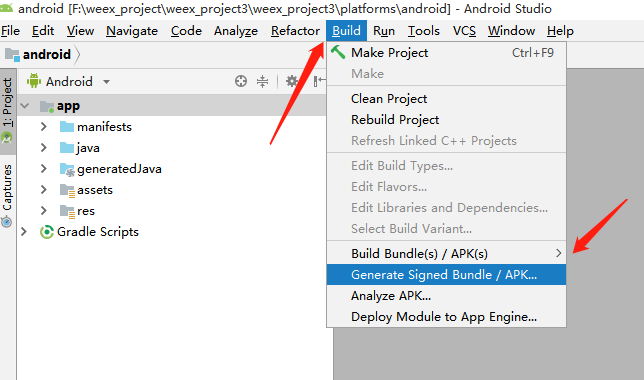 android [F:\weex_project\weex_project3\weex_project3\platforms\android] - Android Studio
File Edit View Navigate Code Analyze Refactor Build Run Tools VCS Window Help
android
1: Project
Captures
Android
app
manifests
java
generatedJava
assets
res
Gradle Scripts
Make Project Ctrl+F9
Make
Clean Project
Rebuild Project
Refresh Linked C++ Projects
Edit Build Types...
Edit Flavors...
Edit Libraries and Dependencies...
Select Build Variant...
Build Bundle(s) / APK(s)
Generate Signed Bundle / APK...
Analyze APK...
Deploy Module to App Engine...